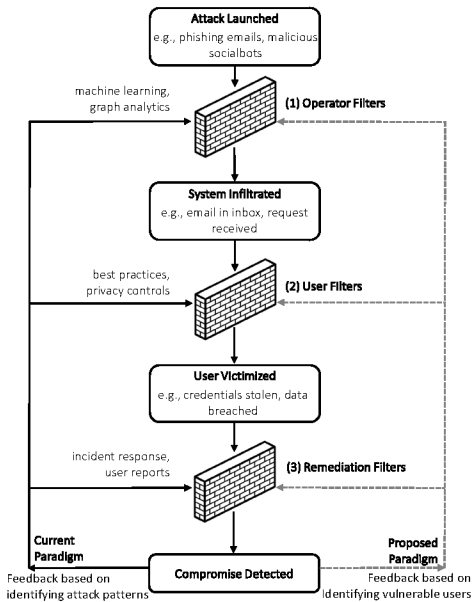 Attack Launched
e.g., phishing emails, malicious
socialbots
machine learning,
graph analytics
(1) Operator Filters
System Infiltrated
e.g., email in inbox, request
received
best practices,
privacy controls
(2) User Filters
User Victimized
e.g., credentials stolen, data
breached
incident response,
user reports
(3) Remediation Filters
Current
Paradigm
Feedback based on
identifying attack patterns
Compromise Detected
Proposed
Paradigm
Feedback based on
Identifying vulnerable users